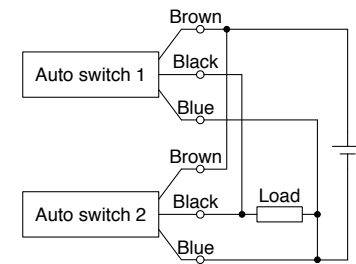 Brown
Auto switch 1
Black
Blue
Brown
Auto switch 2
Black
Load
Blue